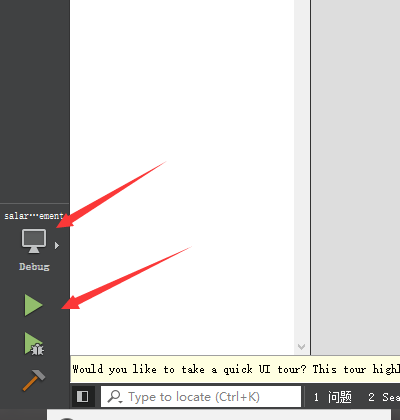 salar···ement
Debug
Would you like to take a quick UI tour? This tour highl
Type to locate (Ctrl+K)
1 问题
2 Sea